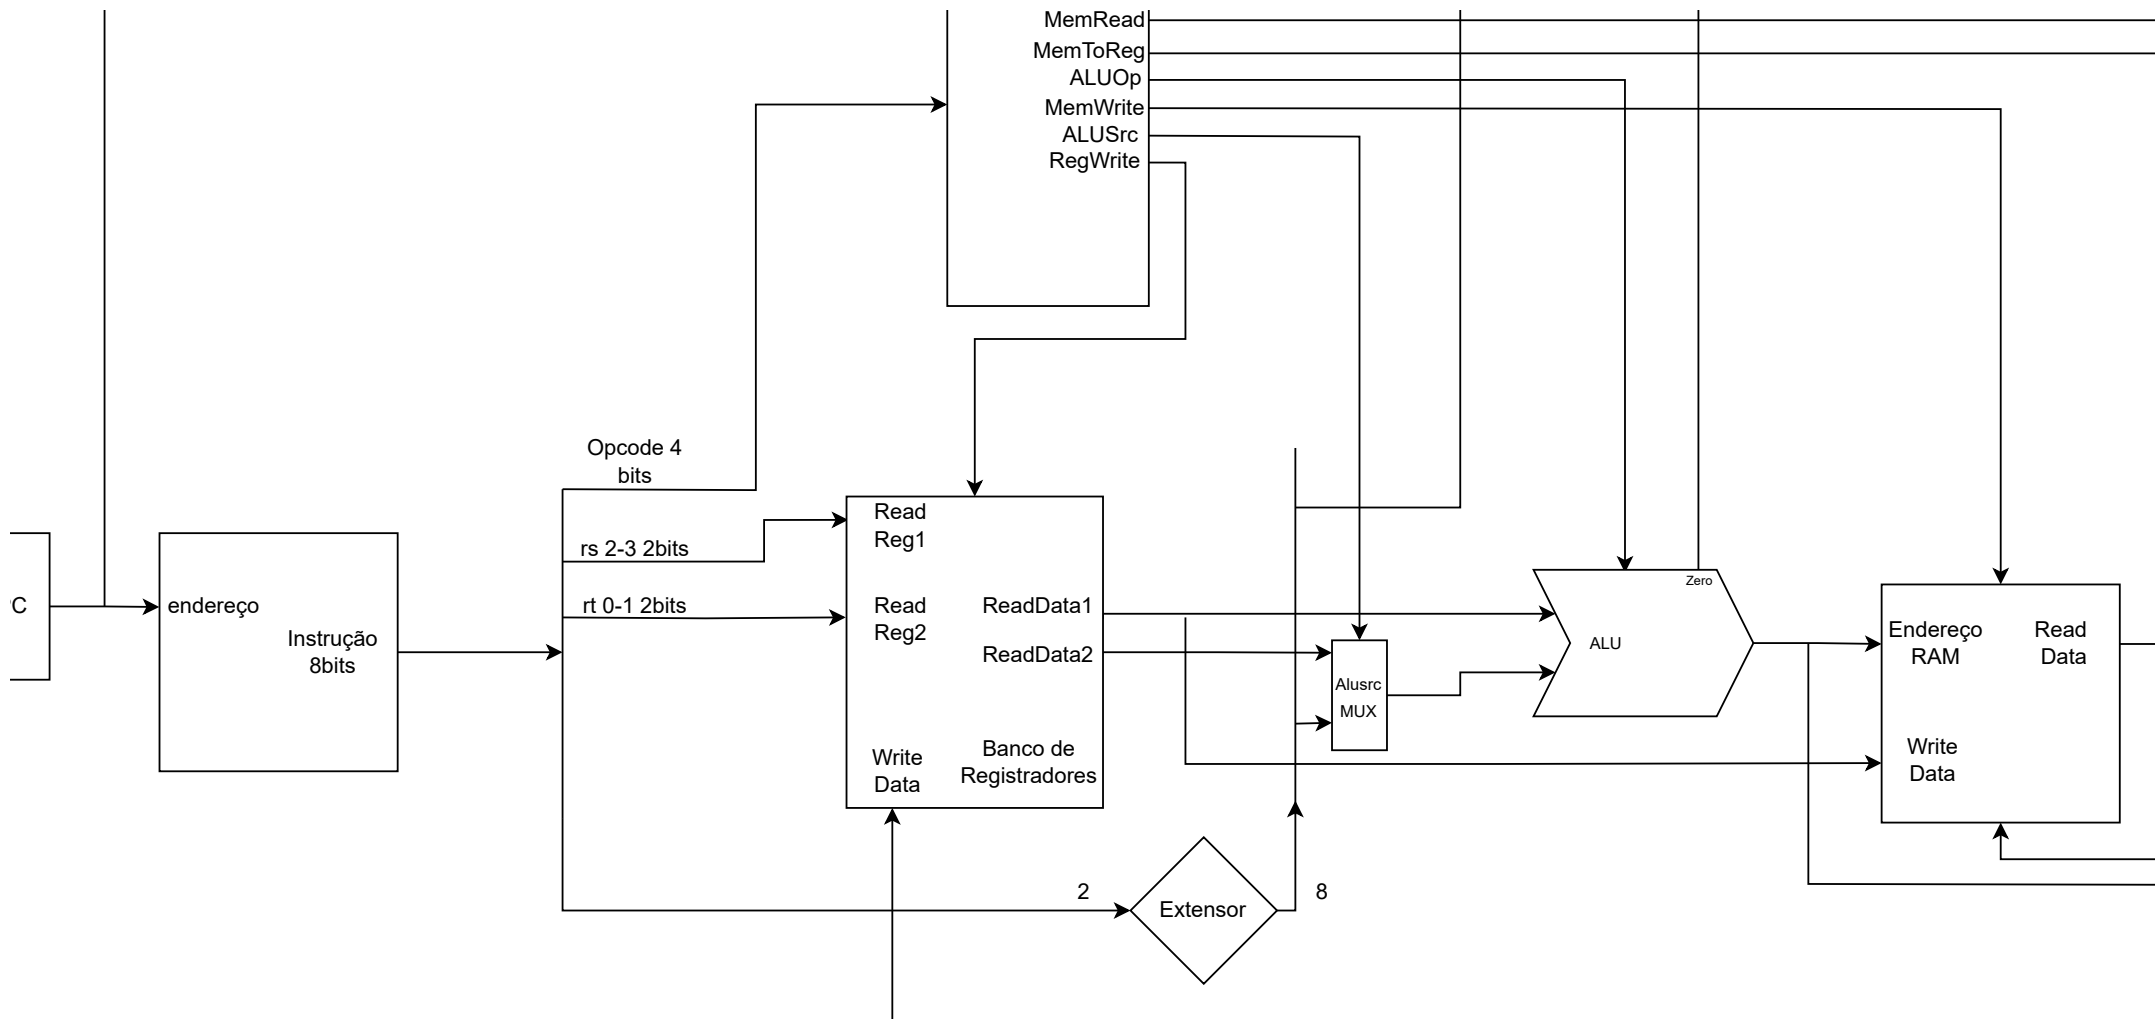 MemRead
MemToReg
ALUOp
MemWrite
ALUSrc
RegWrite
Opcode 4
bits
rs 2-3 2bits
rt 0-1 2bits
C
endereço
Instrução
8bits
Read
Reg1
Read
Reg2
ReadData1
ReadData2
Write
Data
Banco de
Registradores
Alusrc
MUX
Zero
ALU
Endereço
RAM
Read
Data
Write
Data
2
Extensor
8